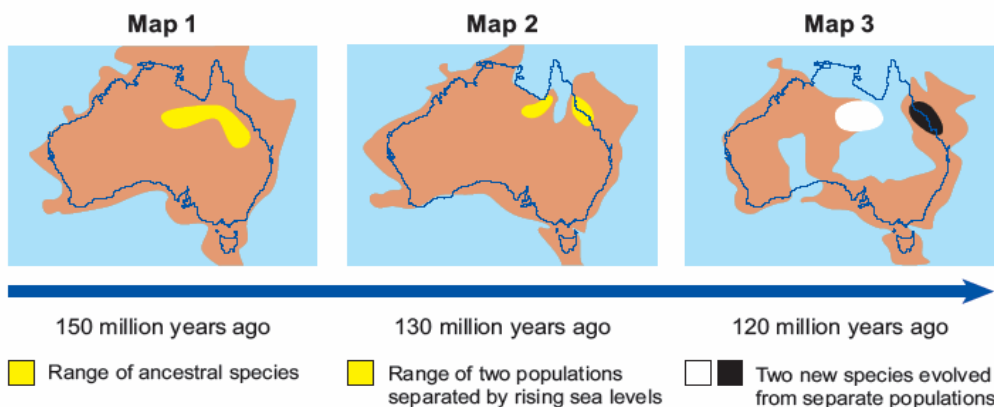 Map 1
Map 2
Map 3
150 million years ago
130 million years ago
120 million years ago
Range of ancestral species
Range of two populations
separated by rising sea levels
Two new species evolved
from separate populations